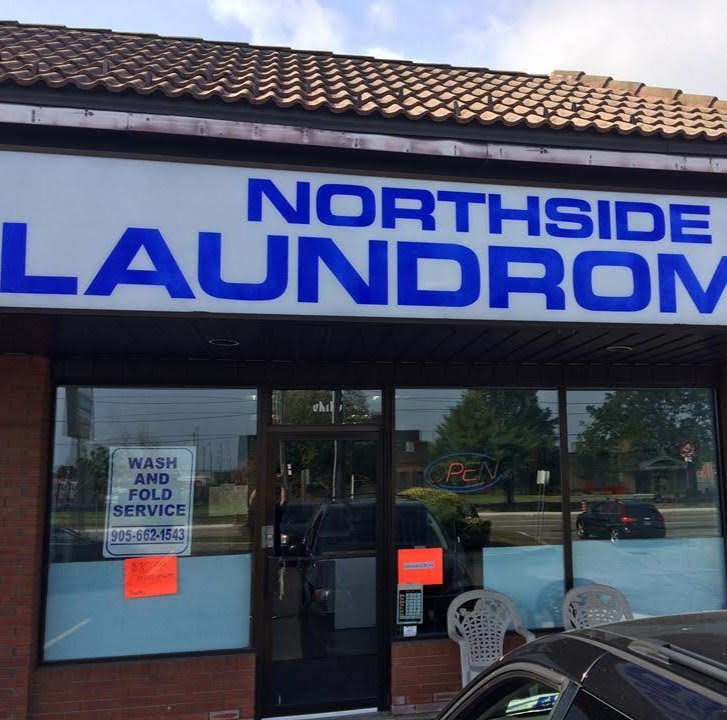 NORTHSIDE
LAUNDROM
WASH
AND
FOLD
SERVICE
905-662-1543
OPEN